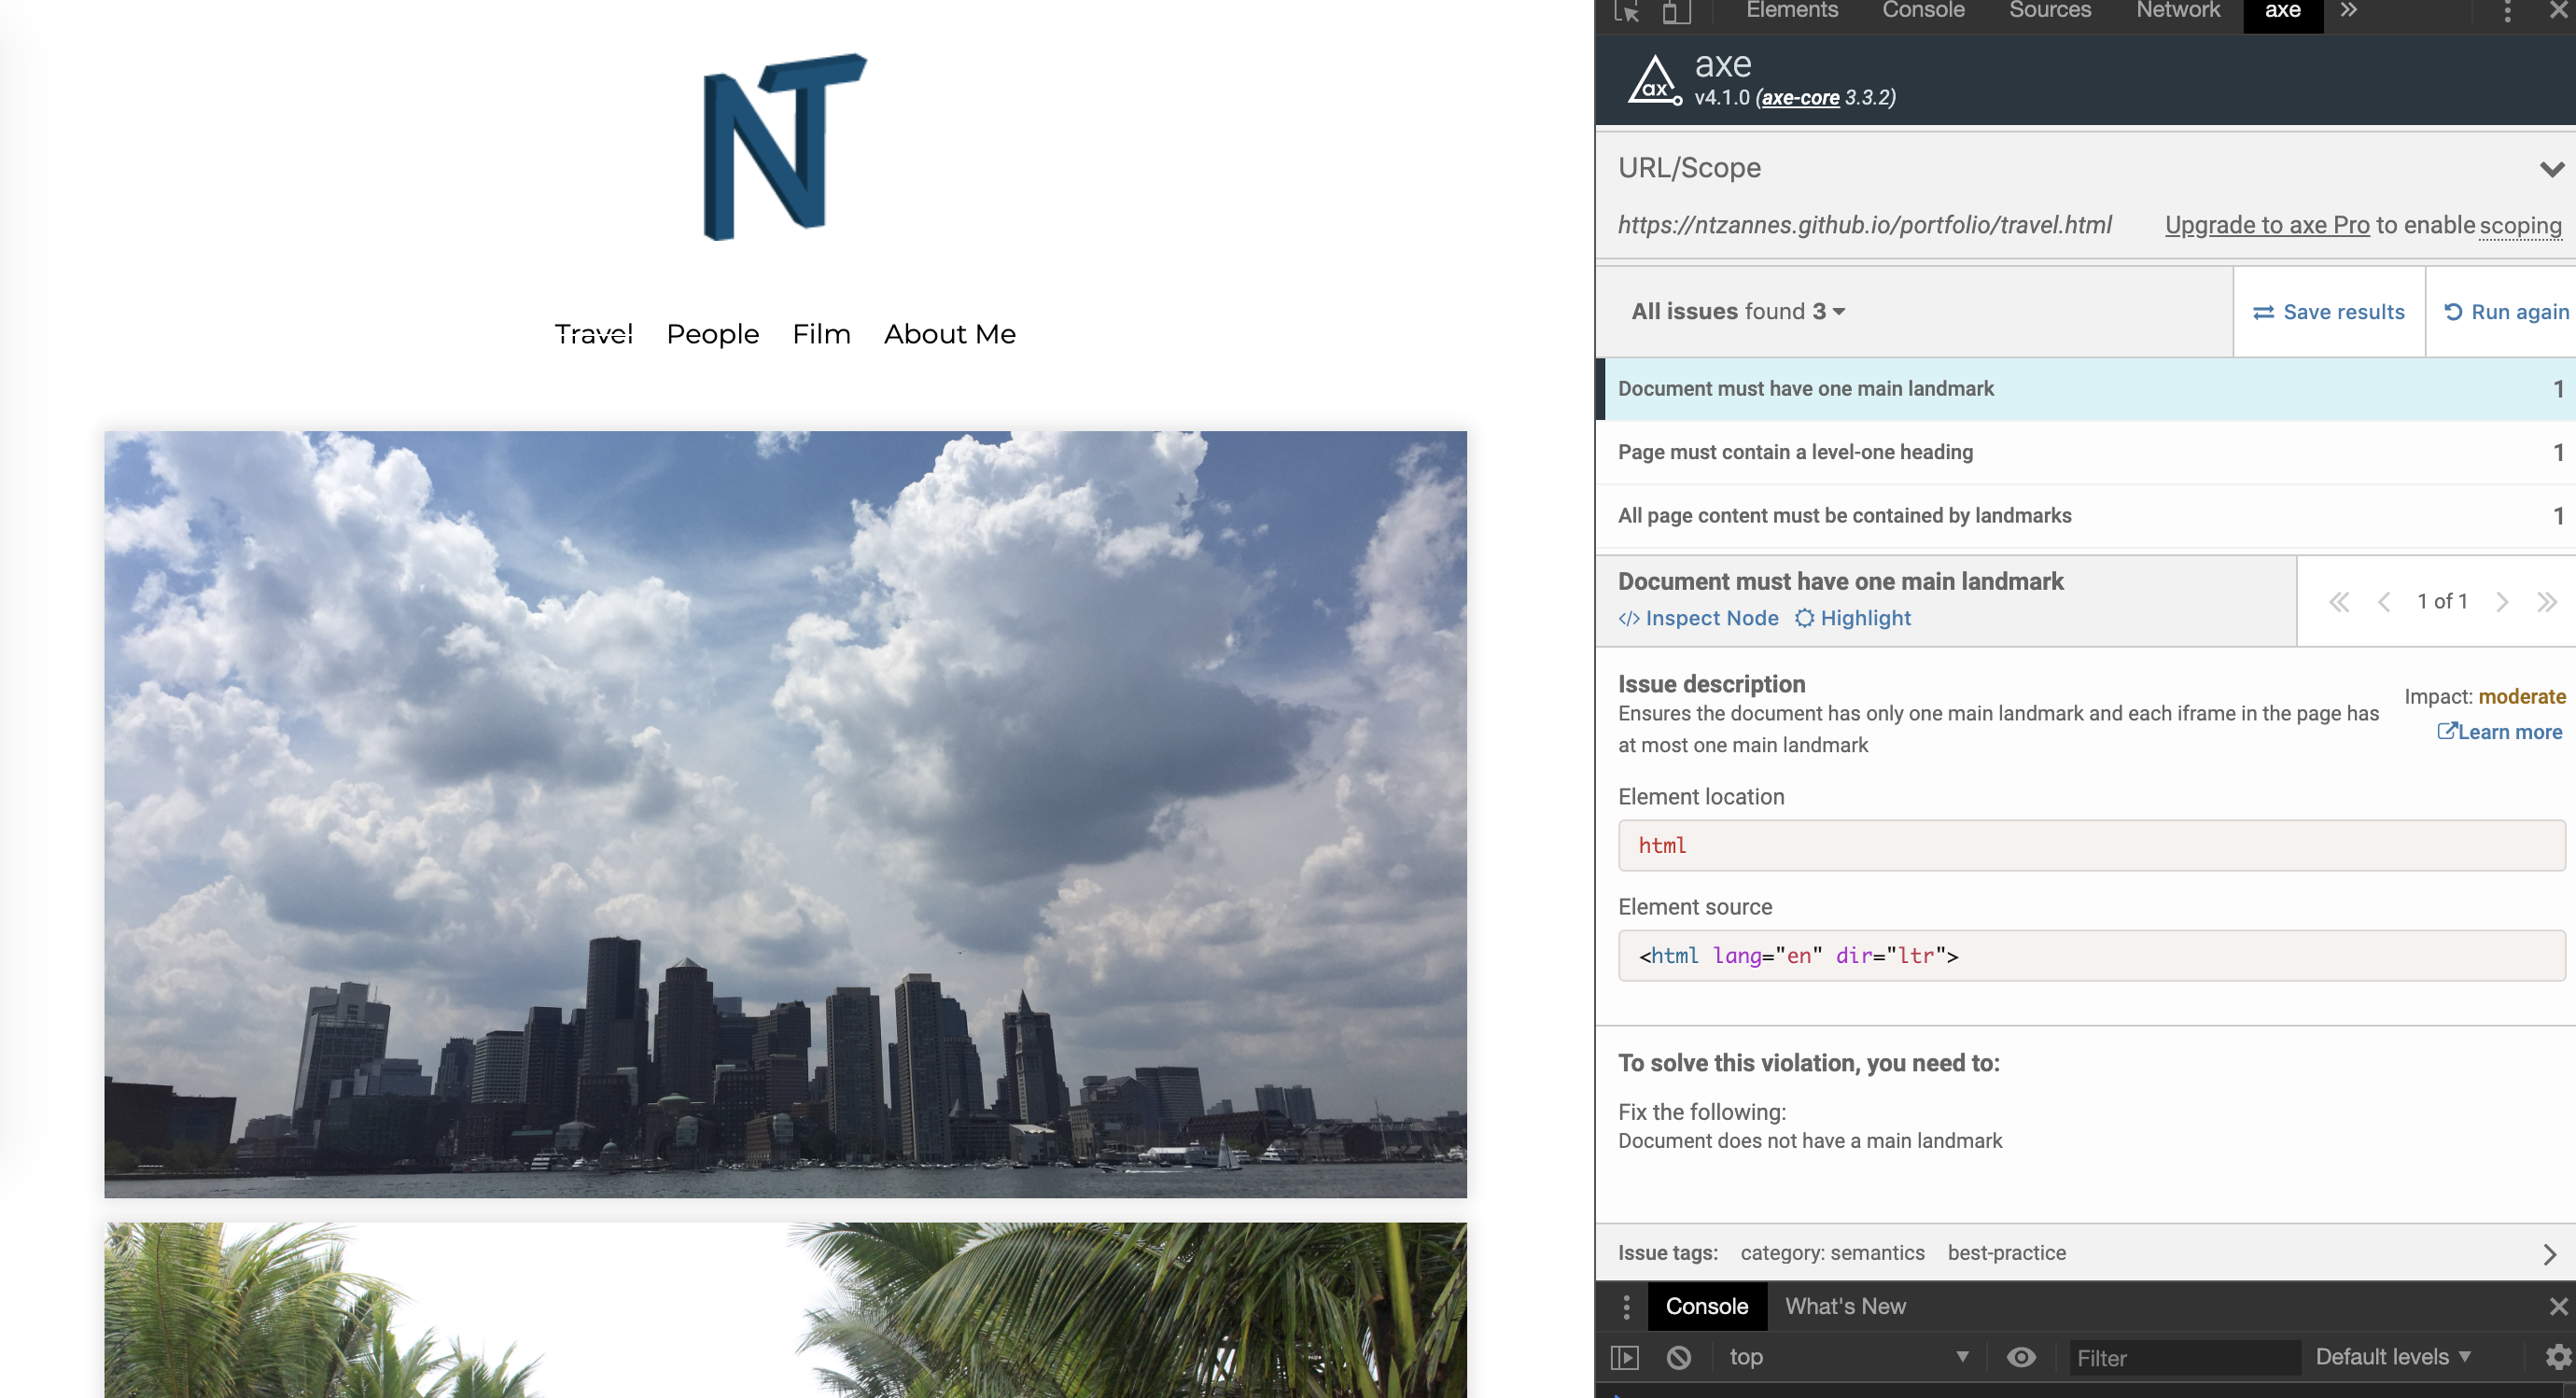 NT
Travel People Film About Me
Elements Console Sources Network axe
ax
axe
v4.1.0 (axe-core 3.3.2)
URL/Scope
https://ntzannes.github.io/portfolio/travel.html Upgrade to axe Pro to enable scoping
All issues found 3 Save results Run again
Document must have one main landmark 1
Page must contain a level-one heading 1
All page content must be contained by landmarks 1
Document must have one main landmark
</> Inspect Node Highlight
1 of 1
Issue description
Ensures the document has only one main landmark and each iframe in the page has
at most one main landmark
Impact: moderate
Learn more
Element location
html
Element source
<html lang="en" dir="ltr">
To solve this violation, you need to:
Fix the following:
Document does not have a main landmark
Issue tags: category: semantics best-practice
Console What's New
top Filter Default levels